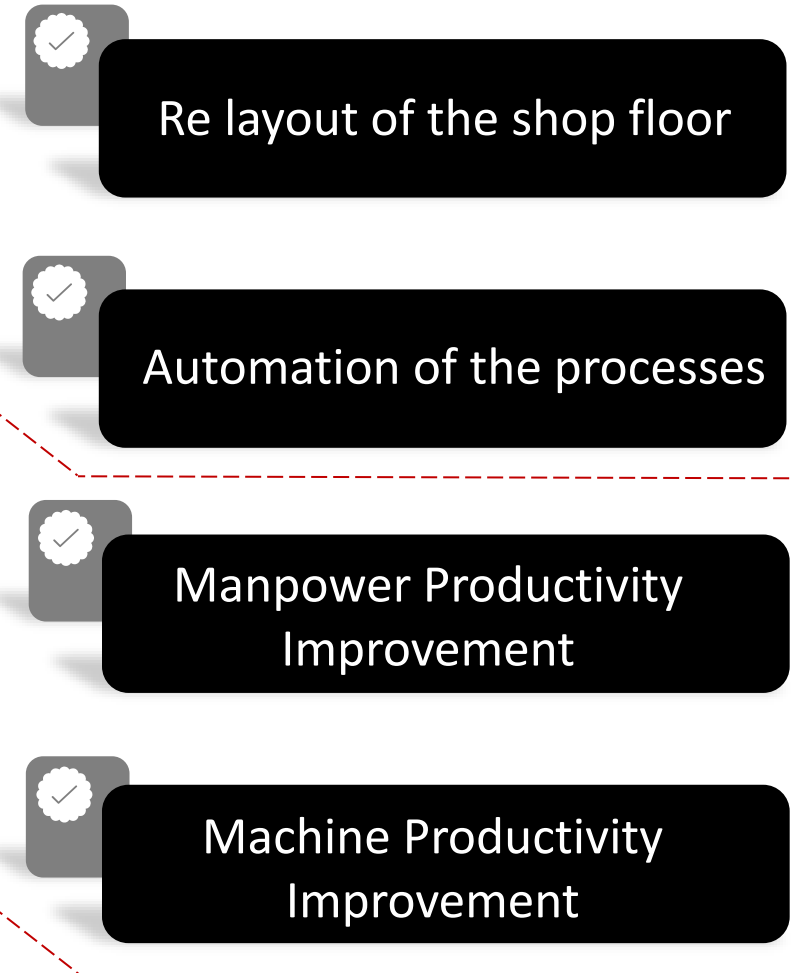 Re layout of the shop floor
Automation of the processes
Manpower Productivity
Improvement
Machine Productivity
Improvement